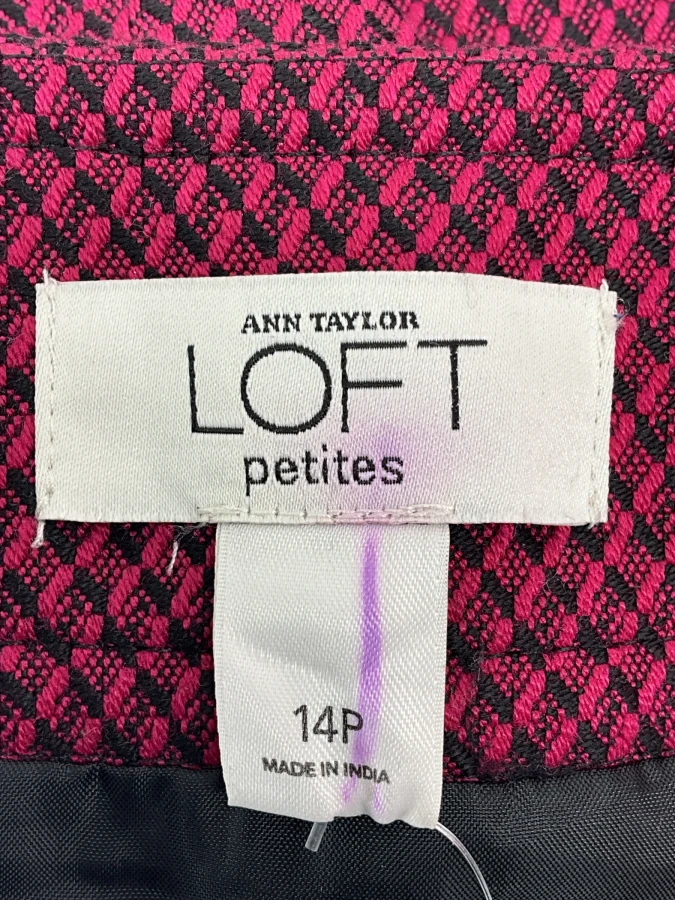 ANN TAYLOR
LOFT
petites
14P
MADE IN INDIA